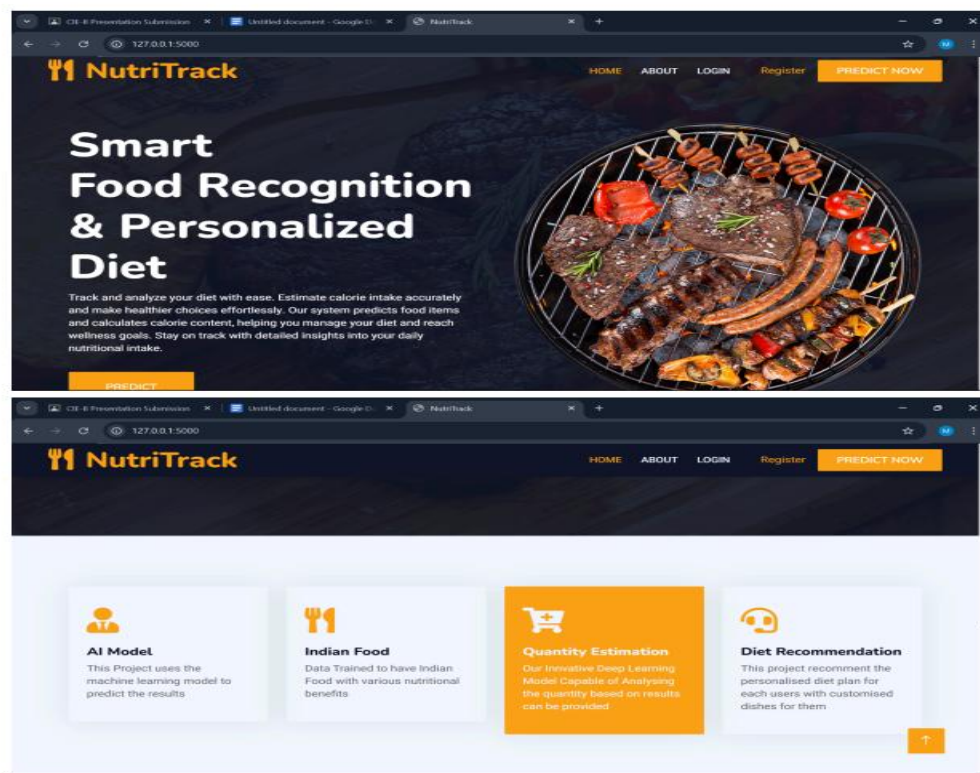 CIE-II Presentation Submission
Untitled document - Google D
NutriTrack
127.0.0.1:5000
NutriTrack
HOME ABOUT LOGIN Register PREDICT NOW
Smart
Food Recognition
& Personalized
Diet
Track and analyze your diet with ease. Estimate calorie intake accurately
and make healthier choices effortlessly. Our system predicts food items
and calculates calorie content, helping you manage your diet and reach
wellness goals. Stay on track with detailed insights into your daily
nutritional intake.
PREDICT
CIE-II Presentation Submission
Untitled document - Google D
NutriTrack
127.0.0.1:5000
NutriTrack
HOME ABOUT LOGIN Register PREDICT NOW
AI Model
This Project uses the
machine learning model to
predict the results
Indian Food
Data Trained to have Indian
Food with various nutritional
benefits
Quantity Estimation
Our Innvative Deep Learning
Model Capable of Analysing
the quantity based on results
can be provided
Diet Recommendation
This project recomment the
personalised diet plan for
each users with customised
dishes for them